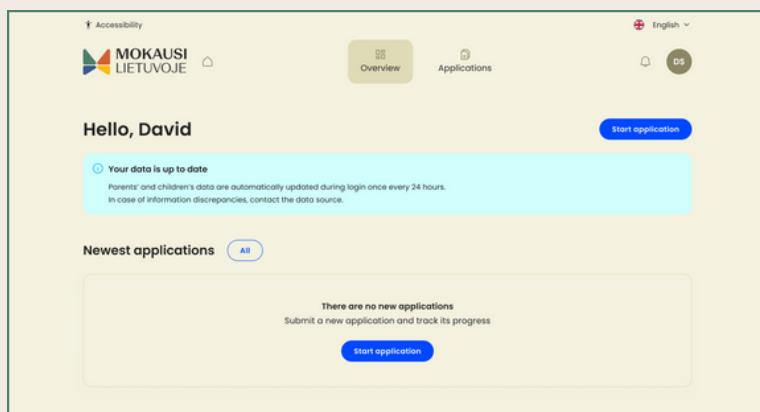 Accessibility
English
MOKAUSI
LIETUVOJE
Overview
Applications
DS
Hello, David
Start application
Your data is up to date
Parents' and children's data are automatically updated during login once every 24 hours.
In case of information discrepancies, contact the data source.
Newest applications
All
There are no new applications
Submit a new application and track its progress
Start application